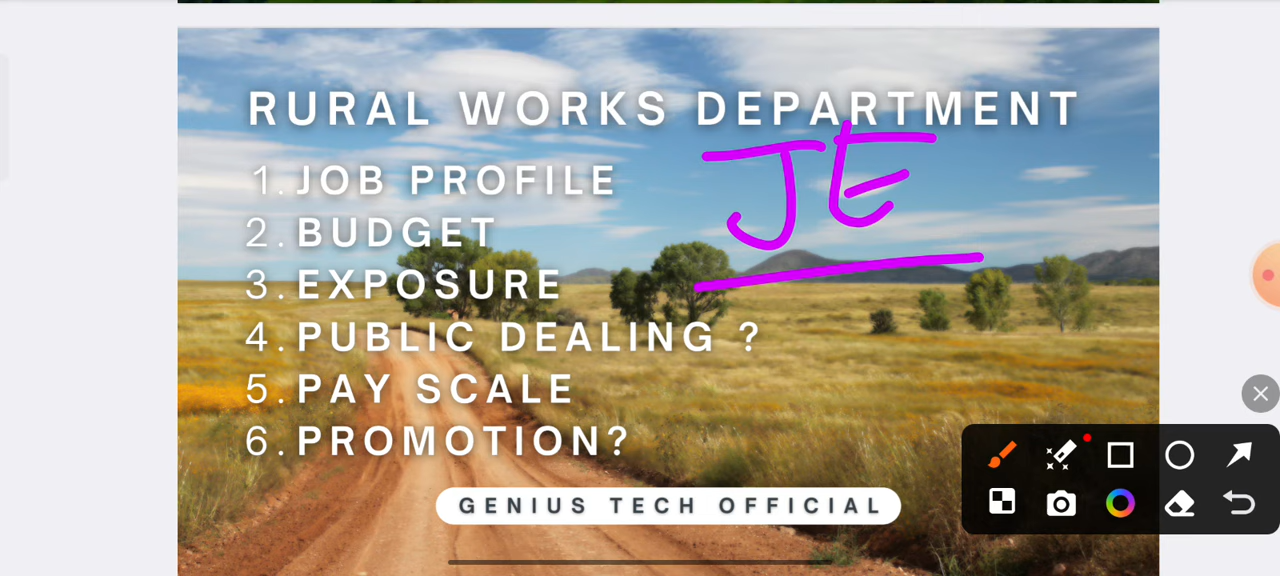 RURAL WORKS DEPARTMENT
JE
1. JOB PROFILE
2. BUDGET
3. EXPOSURE
4. PUBLIC DEALING ?
5. PAY SCALE
6. PROMOTION?
GENIUS TECH OFFICIAL